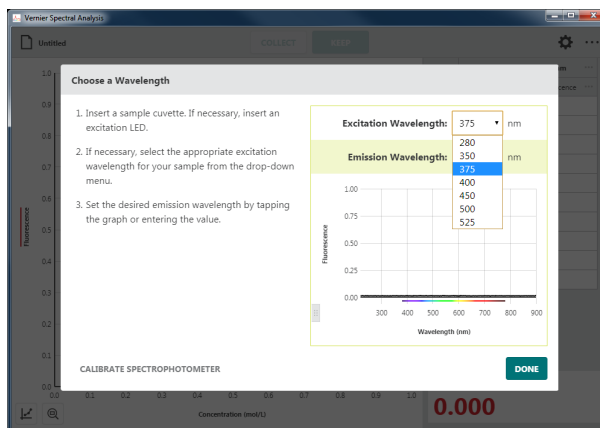 Vernier Spectral Analysis
Untitled
COLLECT
KEEP
Choose a Wavelength
1. Insert a sample cuvette. If necessary, insert an
excitation LED.
2. If necessary, select the appropriate excitation
wavelength for your sample from the drop-down
menu.
3. Set the desired emission wavelength by tapping
the graph or entering the value.
Excitation Wavelength: 375 nm
Emission Wavelength: nm
280
350
375
400
450
500
525
1.00
0.75
0.50
0.25
0.00
Fluorescence
300 400 500 600 700 800 900
Wavelength (nm)
CALIBRATE SPECTROPHOTOMETER
DONE
1.0
0.9
0.8
0.7
0.6
0.5
0.4
0.3
0.2
0.1
0.0
Fluorescence
0.0 0.1 0.2 0.3 0.4 0.5 0.6 0.7 0.8 0.9 1.0
Concentration (mol/L)
0.000